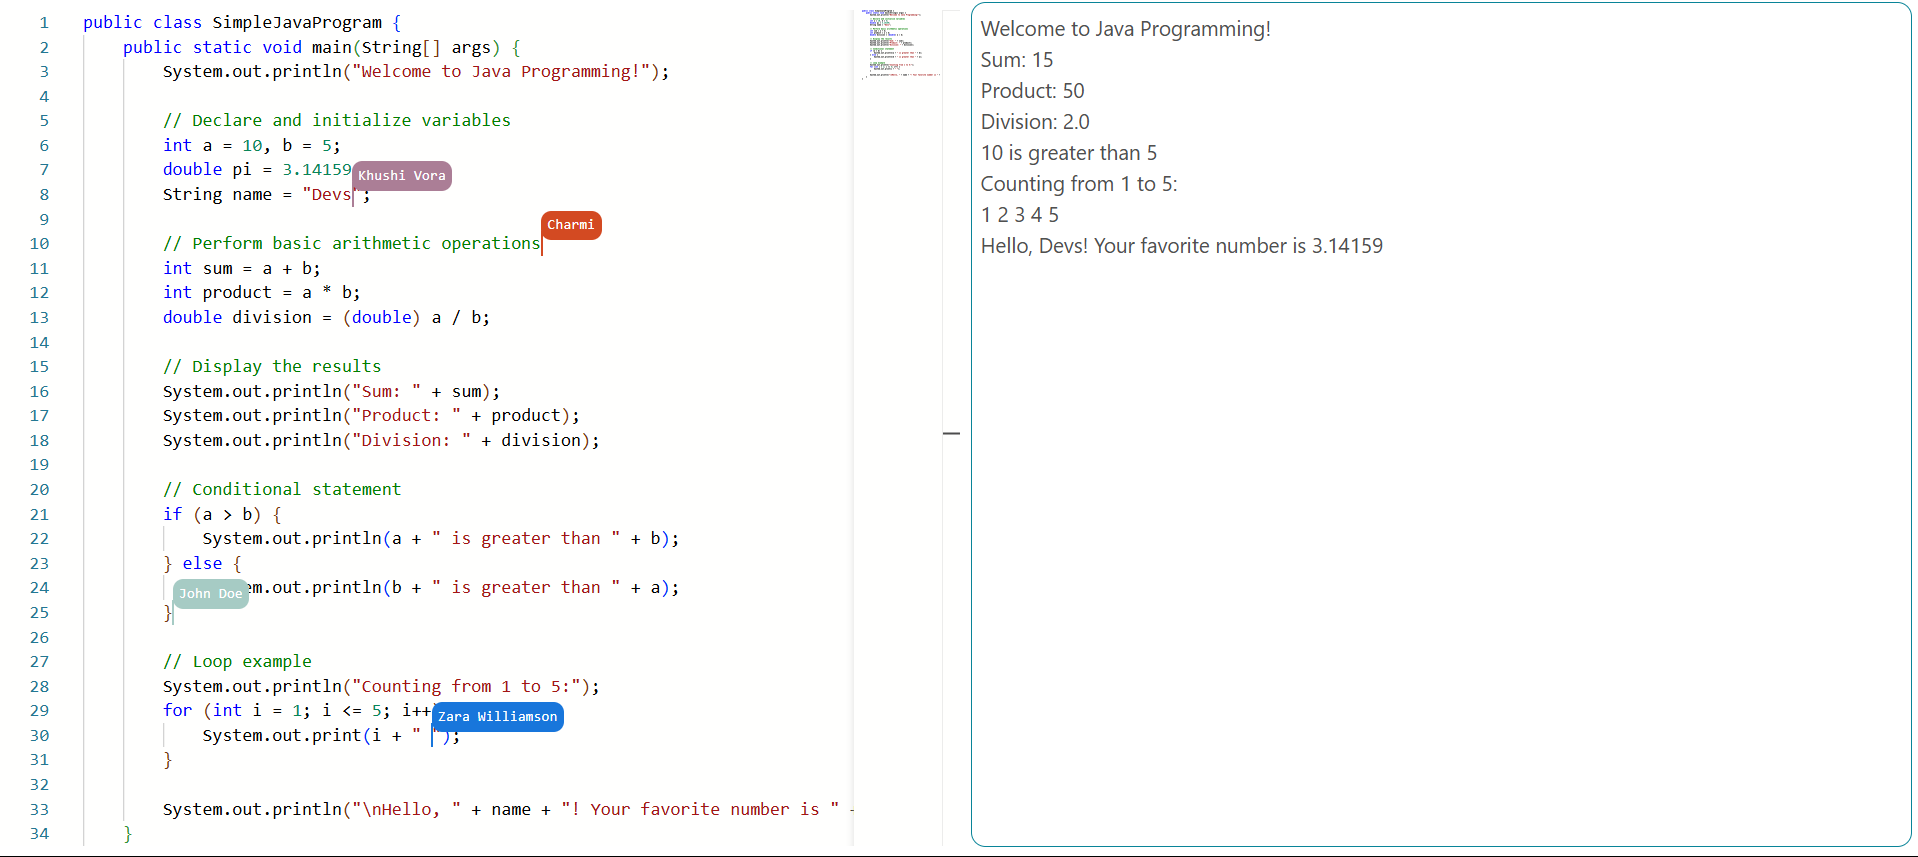 1 public class SimpleJavaProgram {
2 public static void main(String[] args) {
3 System.out.println("Welcome to Java Programming!");
4
5 // Declare and initialize variables
6 int a = 10, b = 5;
7 double pi = 3.14159
Khushi Vora
8 String name = "Devs";
9
Charmi
10 // Perform basic arithmetic operations
11 int sum = a + b;
12 int product = a * b;
13 double division = (double) a / b;
14
15 // Display the results
16 System.out.println("Sum: " + sum);
17 System.out.println("Product: " + product);
18 System.out.println("Division: " + division);
19
20 // Conditional statement
21 if (a > b) {
22 System.out.println(a + " is greater than " + b);
23 } else {
24 em.out.println(b + " is greater than " + a);
John Doe
25 }
26
27 // Loop example
28 System.out.println("Counting from 1 to 5:");
29 for (int i = 1; i <= 5; i++
Zara Williamson
30 System.out.print(i + " ");
31 }
32
33 System.out.println("\nHello, " + name + "! Your favorite number is "
34 }
Welcome to Java Programming!
Sum: 15
Product: 50
Division: 2.0
10 is greater than 5
Counting from 1 to 5:
1 2 3 4 5
Hello, Devs! Your favorite number is 3.14159